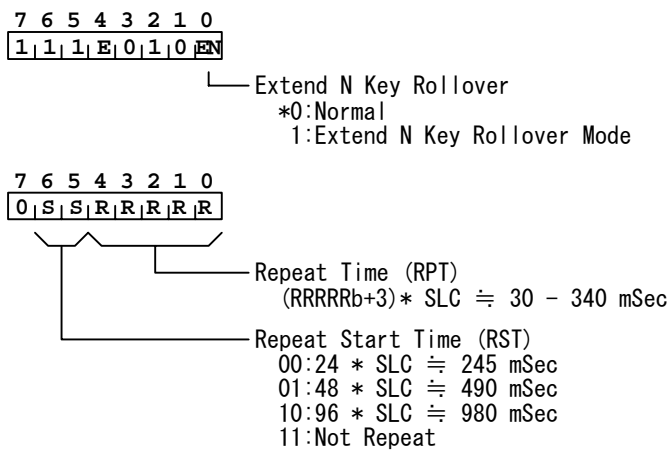 7 6 5 4 3 2 1 0
1 1 1 E 0 1 0 EN
Extend N Key Rollover
*0:Normal
1:Extend N Key Rollover Mode
7 6 5 4 3 2 1 0
0 S S R R R R R
Repeat Time (RPT)
(RRRRRb+3)* SLC ≒ 30 - 340 mSec
Repeat Start Time (RST)
00:24 * SLC ≒ 245 mSec
01:48 * SLC ≒ 490 mSec
10:96 * SLC ≒ 980 mSec
11:Not Repeat